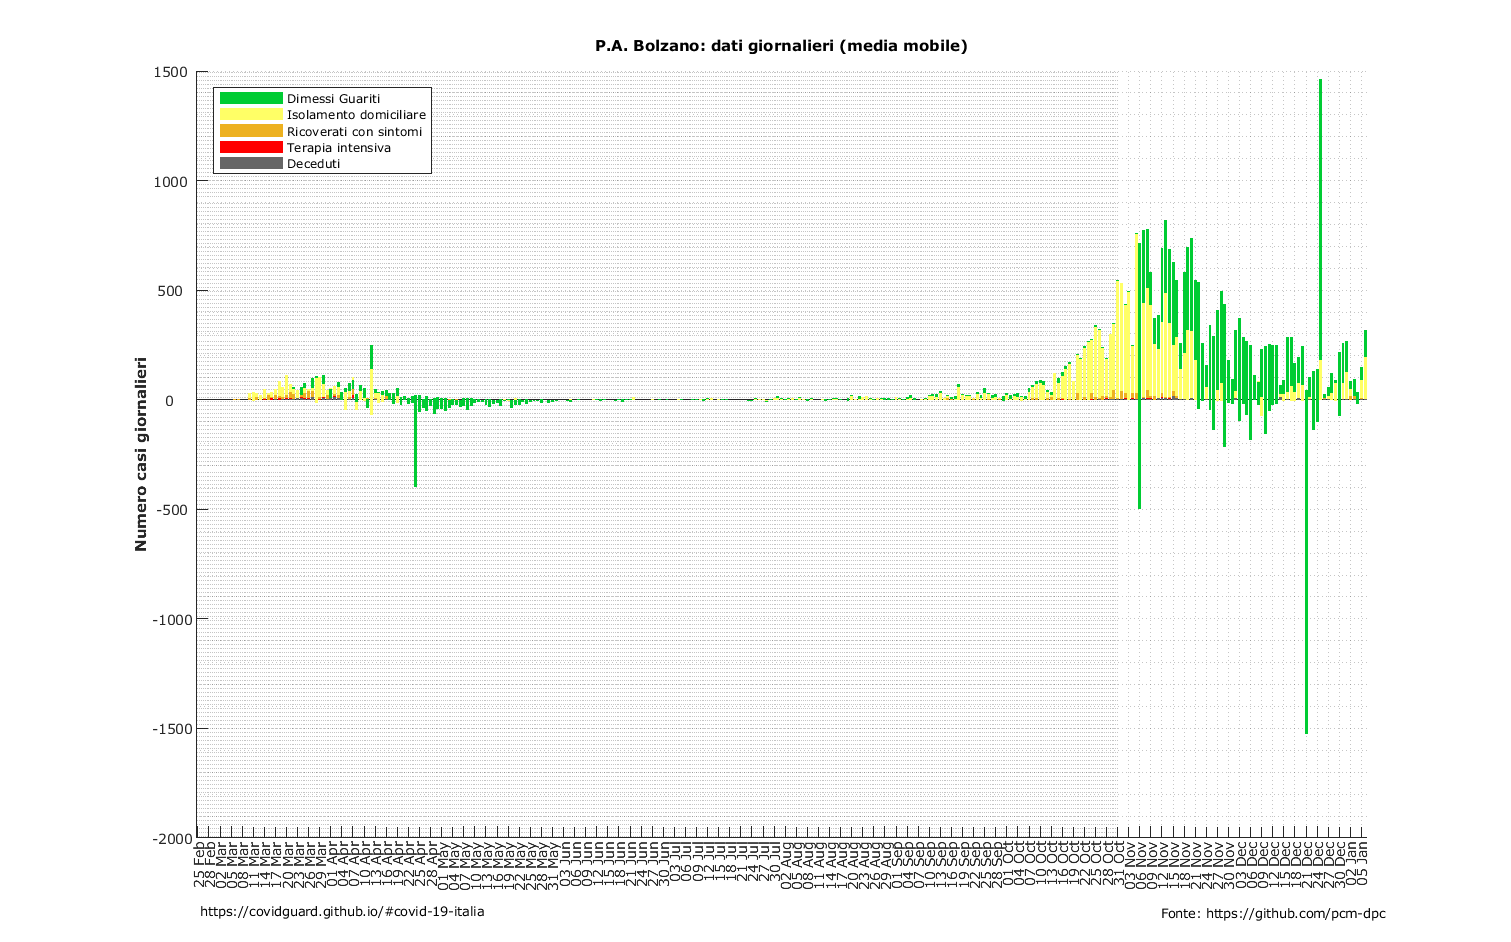 P.A. Bolzano: dati giornalieri (media mobile)
1500
1000
500
0
-500
-1000
-1500
-2000
Numero casi giornalieri
Dimessi Guariti
Isolamento domiciliare
Ricoverati con sintomi
Terapia intensiva
Deceduti
25 Feb
28 Feb
02 Mar
05 Mar
08 Mar
11 Mar
14 Mar
17 Mar
20 Mar
23 Mar
26 Mar
29 Mar
01 Apr
04 Apr
07 Apr
10 Apr
13 Apr
16 Apr
19 Apr
22 Apr
25 Apr
28 Apr
01 May
04 May
07 May
10 May
13 May
16 May
19 May
22 May
25 May
28 May
31 May
03 Jun
06 Jun
09 Jun
12 Jun
15 Jun
18 Jun
21 Jun
24 Jun
27 Jun
30 Jun
03 Jul
06 Jul
09 Jul
12 Jul
15 Jul
18 Jul
21 Jul
24 Jul
27 Jul
30 Jul
02 Aug
05 Aug
08 Aug
11 Aug
14 Aug
17 Aug
20 Aug
23 Aug
26 Aug
29 Aug
01 Sep
04 Sep
07 Sep
10 Sep
13 Sep
16 Sep
19 Sep
22 Sep
25 Sep
28 Sep
01 Oct
04 Oct
07 Oct
10 Oct
13 Oct
16 Oct
19 Oct
22 Oct
25 Oct
28 Oct
31 Oct
03 Nov
06 Nov
09 Nov
12 Nov
15 Nov
18 Nov
21 Nov
24 Nov
27 Nov
30 Nov
03 Dec
06 Dec
09 Dec
12 Dec
15 Dec
18 Dec
21 Dec
24 Dec
27 Dec
30 Dec
02 Jan
05 Jan
https://covidguard.github.io/#covid-19-italia
Fonte: https://github.com/pcm-dpc